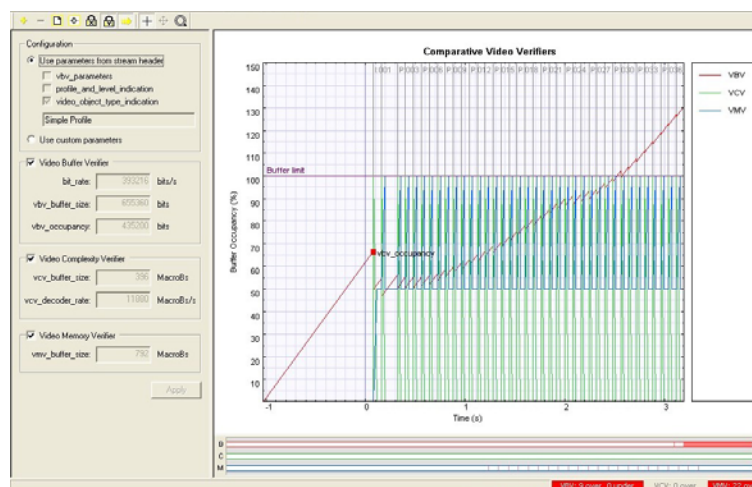 Configuration
Use parameters from stream header
vbv_parameters
profile_and_level_indication
video_object_type_indication
Simple Profile
Use custom parameters
Video Buffer Verifier
bit_rate: 393216 bits/s
vbv_buffer_size: 655360 bits
vbv_occupancy: 435200 bits
Video Complexity Verifier
vcv_buffer_size: 396 MacroBs
vcv_decoder_rate: 11880 MacroBs/s
Video Memory Verifier
vmv_buffer_size: 792 MacroBs
Apply
Comparative Video Verifiers
Buffer Occupancy (%)
150
140
130
120
110
100
90
80
70
60
50
40
30
20
10
Buffer limit
vbv_occupancy
-1
0
1
2
3
Time (s)
VBV
VCV
VMV
B
C
M
VBV: 9 over, 0 under
VCV: 0 over